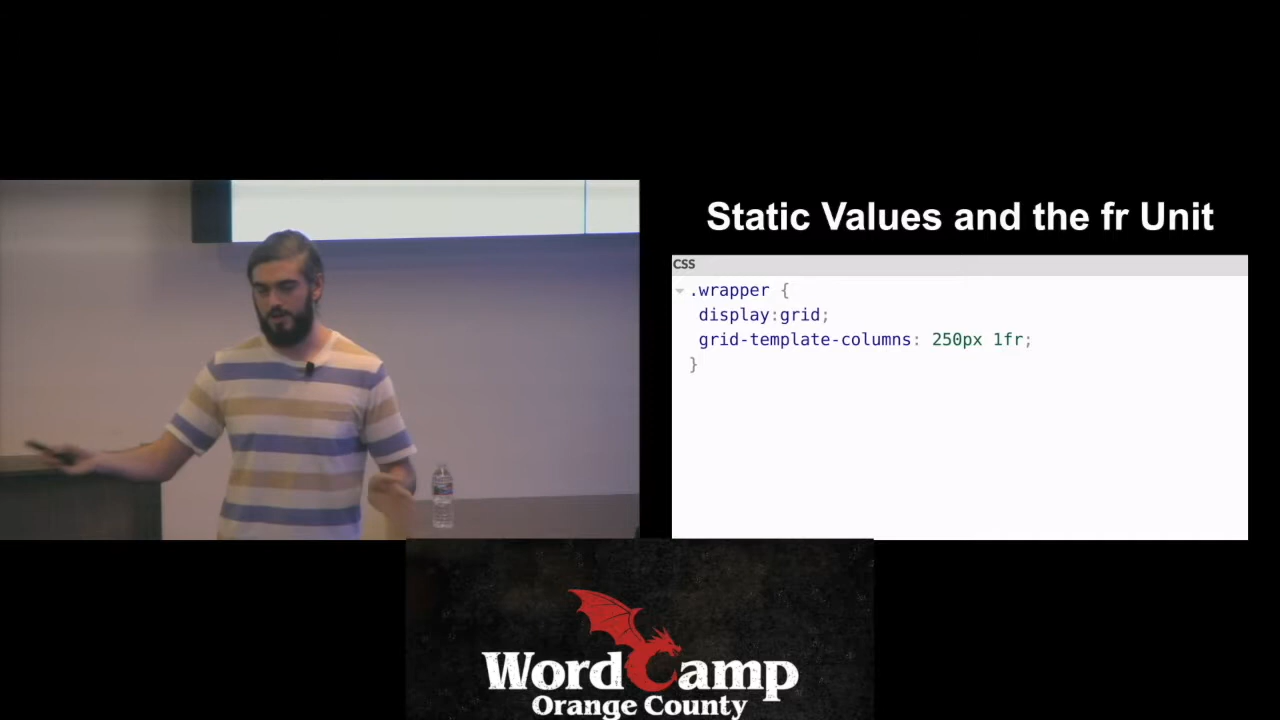 Static Values and the fr Unit
CSS
.wrapper {
display:grid;
grid-template-columns: 250px 1fr;
}
WordCamp
Orange County